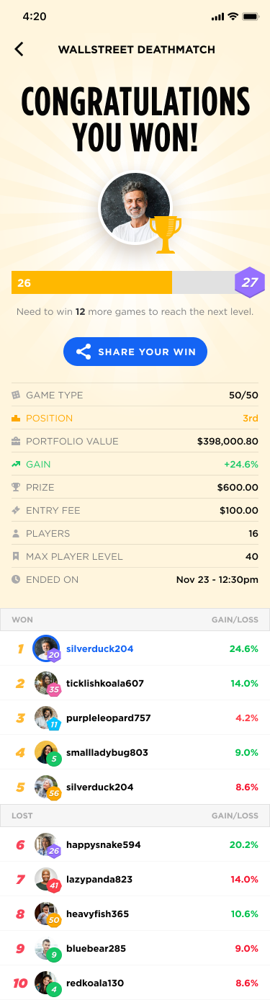 4:20
WALLSTREET DEATHMATCH
CONGRATULATIONS
YOU WON!
26 27
Need to win 12 more games to reach the next level.
SHARE YOUR WIN
GAME TYPE 50/50
POSITION 3rd
PORTFOLIO VALUE $398,000.80
GAIN +24.6%
PRIZE $600.00
ENTRY FEE $100.00
PLAYERS 16
MAX PLAYER LEVEL 40
ENDED ON Nov 23 - 12:30pm
WON GAIN/LOSS
1 20 silverduck204 24.6%
2 35 ticklishkoala607 14.0%
3 11 purpleleopard757 4.2%
4 5 smallladybug803 9.0%
5 56 silverduck204 8.6%
LOST GAIN/LOSS
6 26 happysnake594 20.2%
7 41 lazypanda823 14.0%
8 50 heavyfish365 10.6%
9 9 bluebear285 9.0%
10 4 redkoala130 8.6%